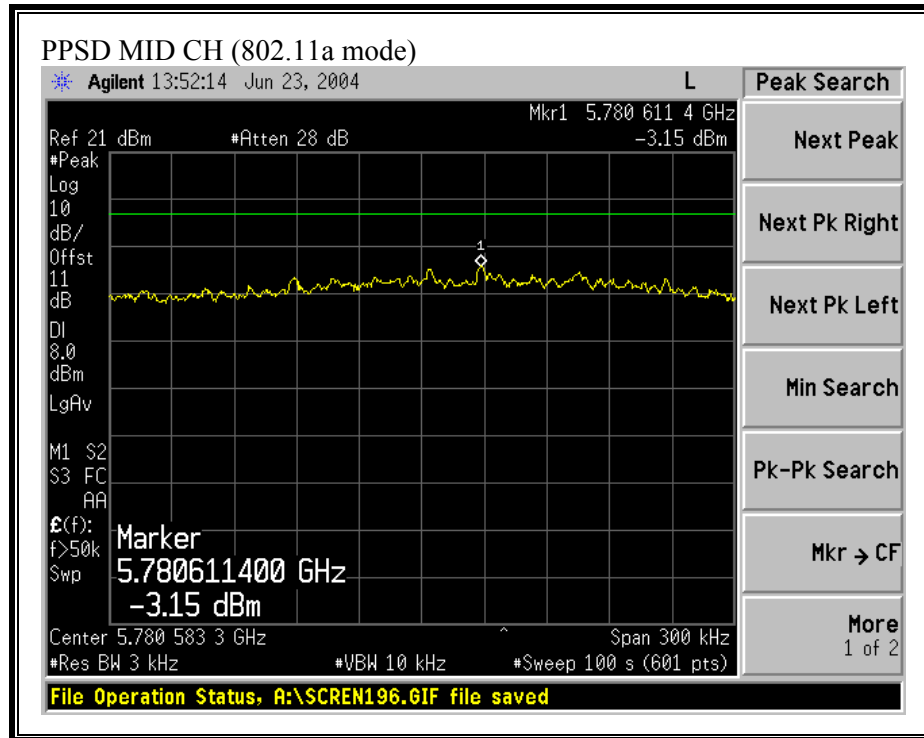 PPSD MID CH (802.11a mode)
Agilent 13:52:14 Jun 23, 2004 L
Peak Search
Mkr1 5.780 611 4 GHz
Ref 21 dBm #Atten 28 dB -3.15 dBm
#Peak
Log
10
dB/
Offst
11
dB
DI
8.0
dBm
LgAv
M1 S2
S3 FC
AA
£(f):
f>50k
Swp
1
Marker
5.780611400 GHz
-3.15 dBm
Center 5.780 583 3 GHz ^ Span 300 kHz
#Res BW 3 kHz #VBW 10 kHz #Sweep 100 s (601 pts)
File Operation Status, A:\SCREN196.GIF file saved
Next Peak
Next Pk Right
Next Pk Left
Min Search
Pk-Pk Search
Mkr → CF
More
1 of 2